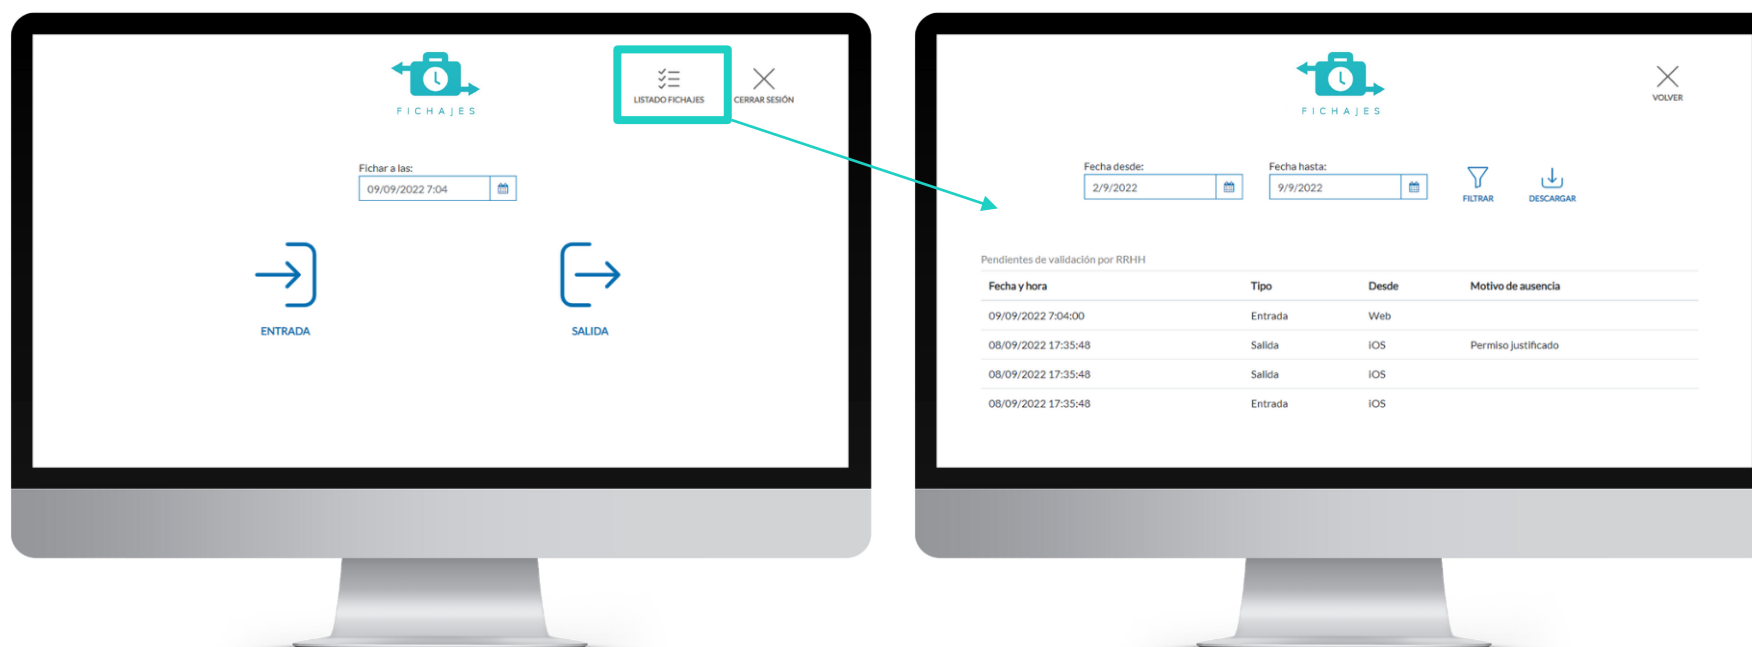 FICHAJES
LISTADO FICHAJES
CERRAR SESIÓN
Fichar a las:
09/09/2022 7:04
ENTRADA
SALIDA
FICHAJES
VOLVER
Fecha desde:
Fecha hasta:
2/9/2022
9/9/2022
FILTRAR
DESCARGAR
Pendientes de validación por RRHH
Fecha y hora Tipo Desde Motivo de ausencia
09/09/2022 7:04:00 Entrada Web
08/09/2022 17:35:48 Salida iOS Permiso justificado
08/09/2022 17:35:48 Salida iOS
08/09/2022 17:35:48 Entrada iOS